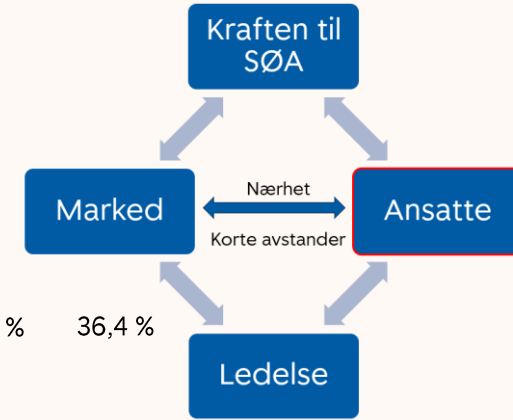 Kraften til
SØA
Marked
Nærhet
Korte avstander
Ansatte
% 36,4 %
Ledelse